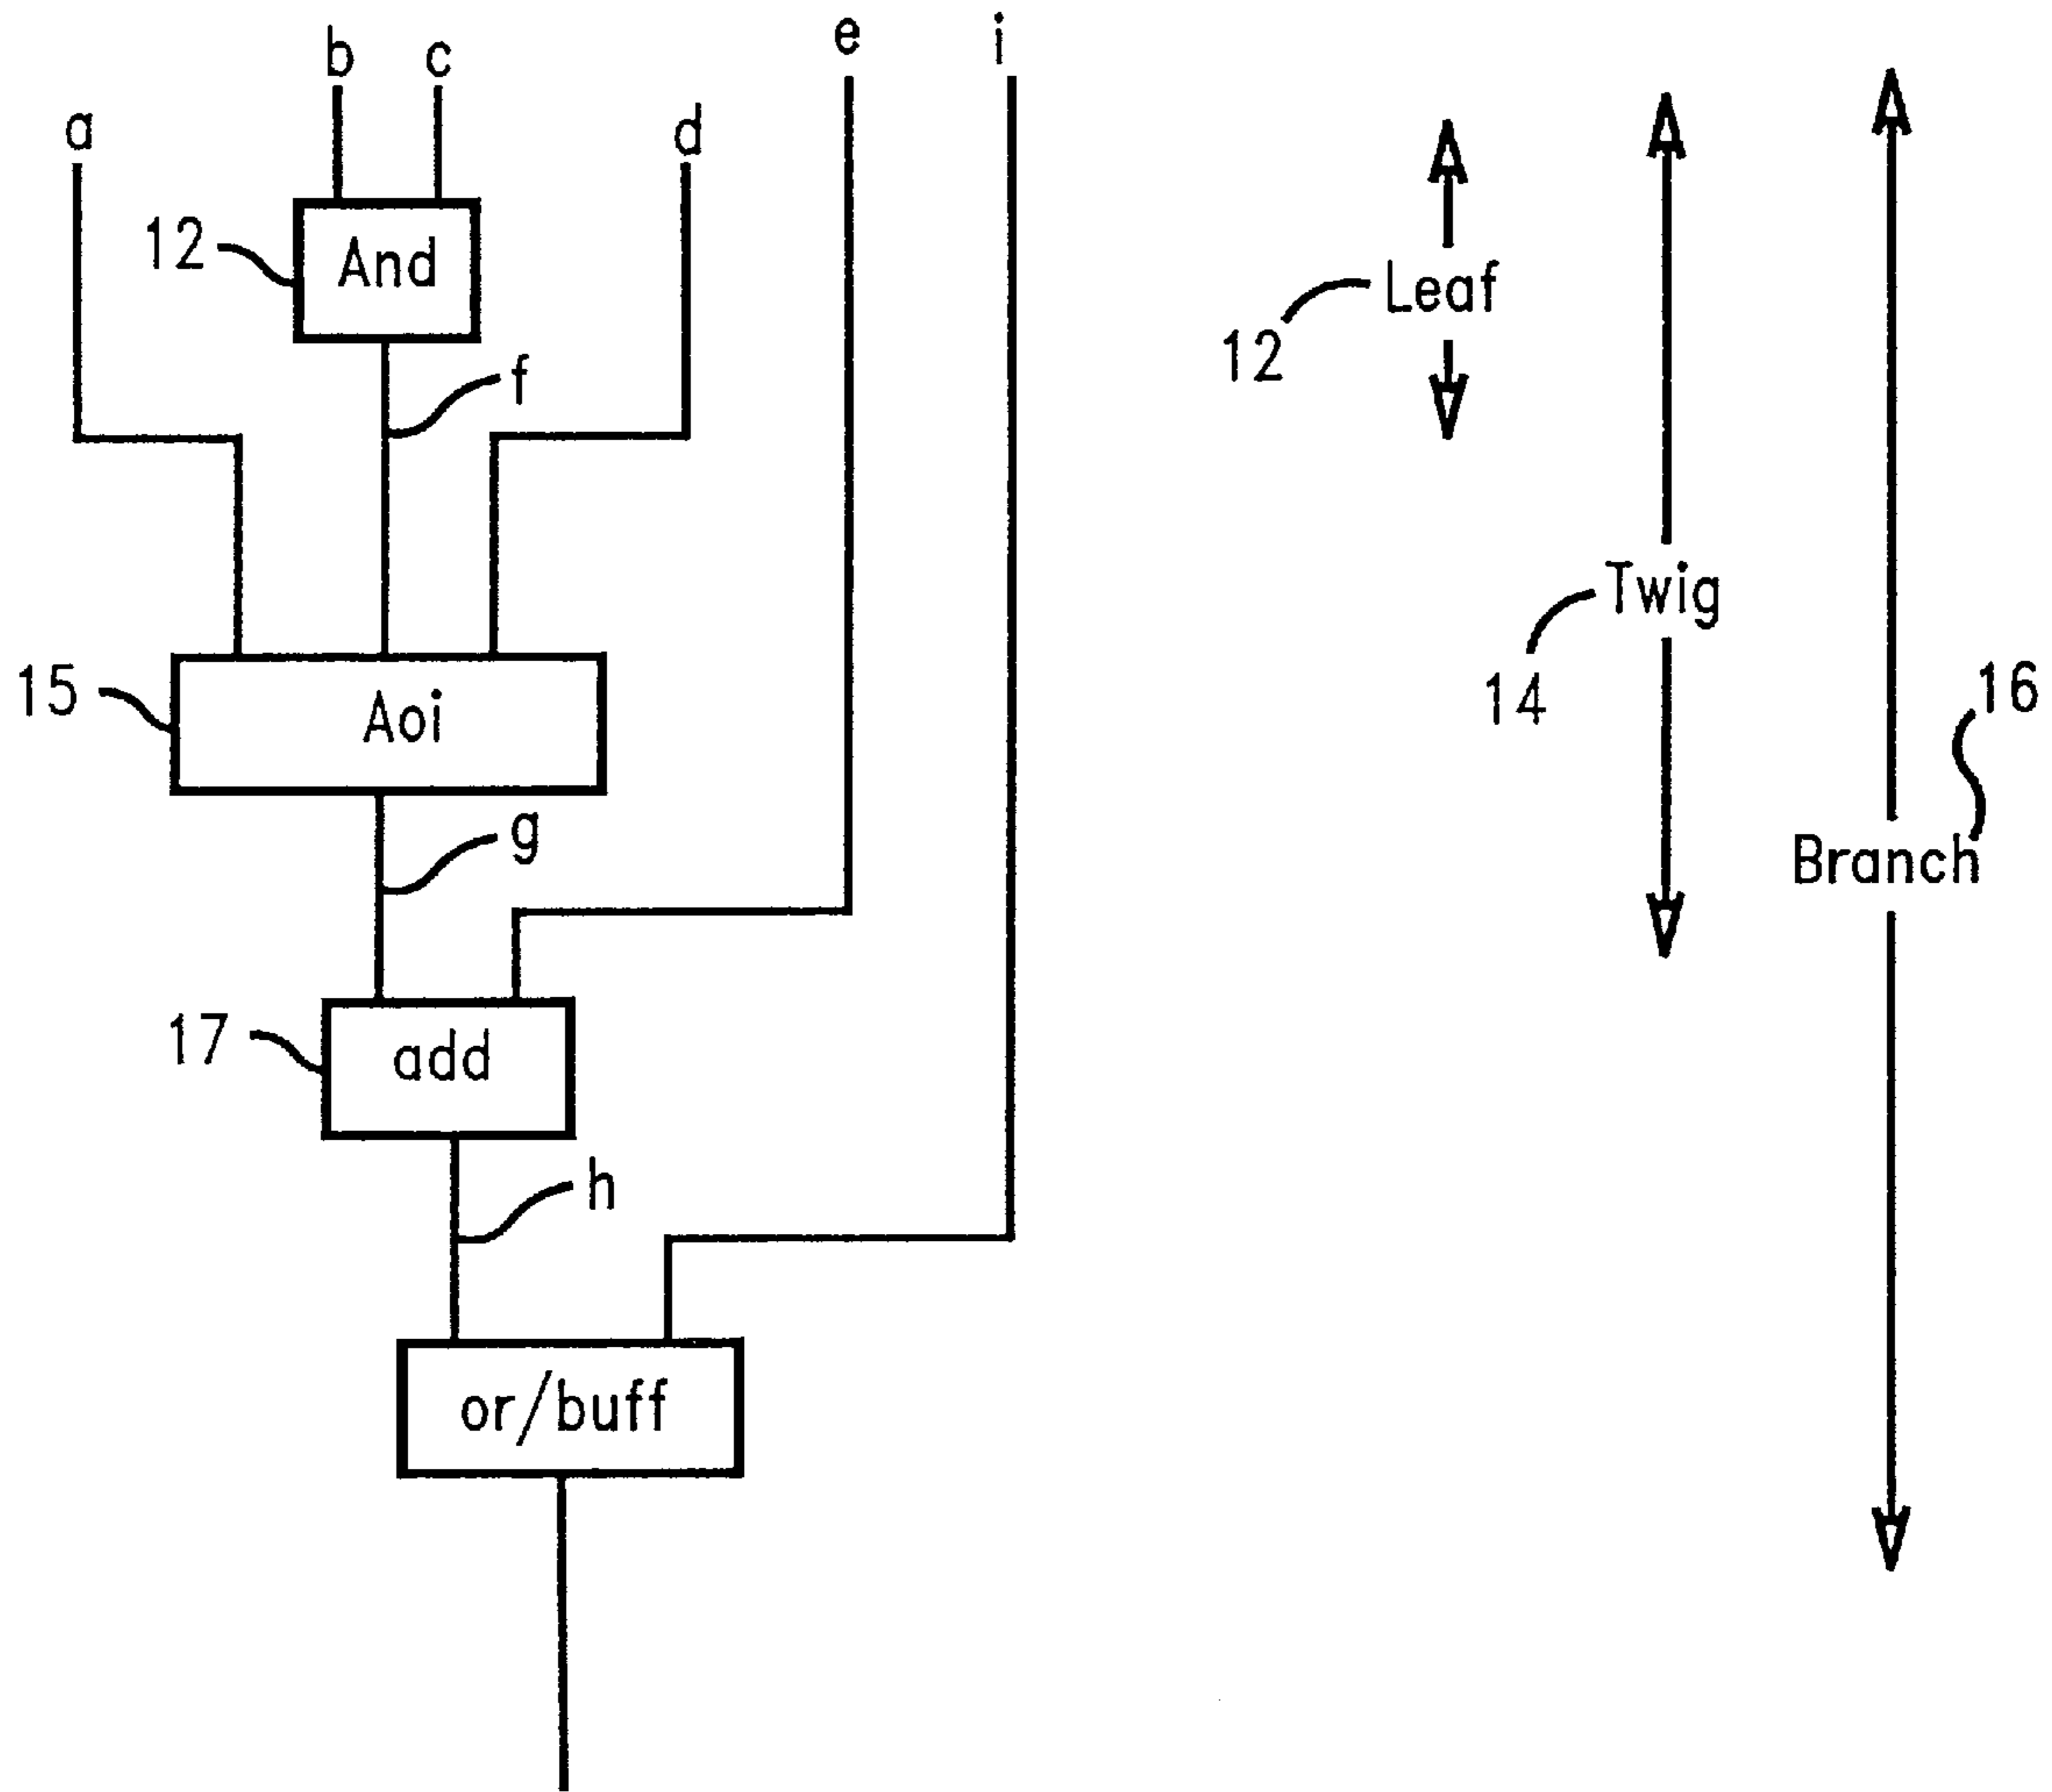 b c e i
a d
12 And
Leaf
12
f
Twig
14
15 Aoi
16
g
Branch
17 add
h
or/buff